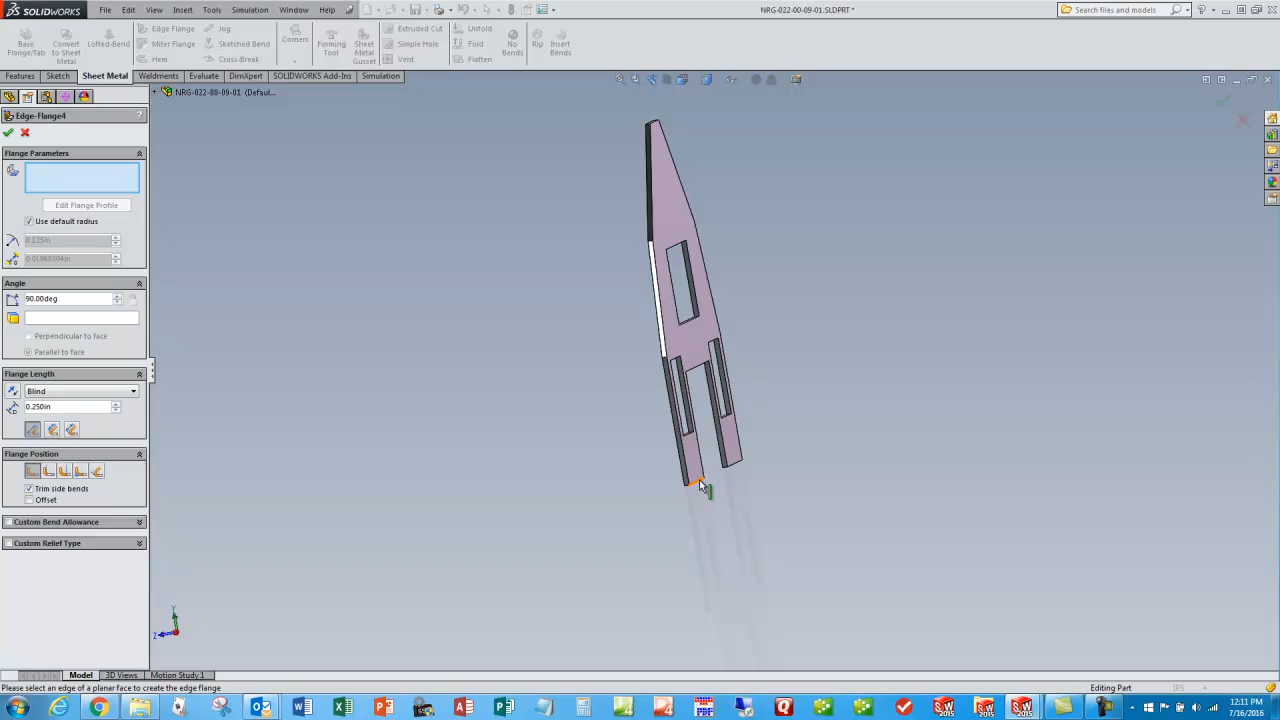 SOLIDWORKS File Edit View Insert Tools Simulation Window Help NRG-022-00-09-01.SLDPRT * Search files and models
Base Flange/Tab Convert to Sheet Metal Lofted-Bend Edge Flange Miter Flange Hem Jog Sketched Bend Cross-Break Corners Forming Tool Sheet Metal Gusset Extruded Cut Simple Hole Vent Unfold Fold Flatten No Bends Rip Insert Bends
Features Sketch Sheet Metal Weldments Evaluate DimXpert SOLIDWORKS Add-Ins Simulation
NRG-022-00-09-01 (Defaul...
Edge-Flange4 ?
Flange Parameters
Edit Flange Profile
Use default radius
0.125in
0.01968504in
Angle
90.00deg
Perpendicular to face
Parallel to face
Flange Length
Blind
0.250in
Flange Position
Trim side bends
Offset
Custom Bend Allowance
Custom Relief Type
Y
Z
Model 3D Views Motion Study 1
Please select an edge of a planar face to create the edge flange Editing Part IPS
12:11 PM
7/16/2016